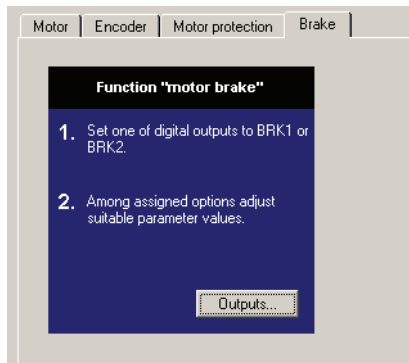 Motor Encoder Motor protection Brake
Function "motor brake"
1. Set one of digital outputs to BRK1 or
BRK2.
2. Among assigned options adjust
suitable parameter values.
Outputs...